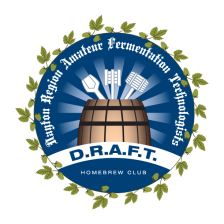 Dayton Region Amateur Fermentation Technologists
D.R.A.F.T.
HOMEBREW CLUB